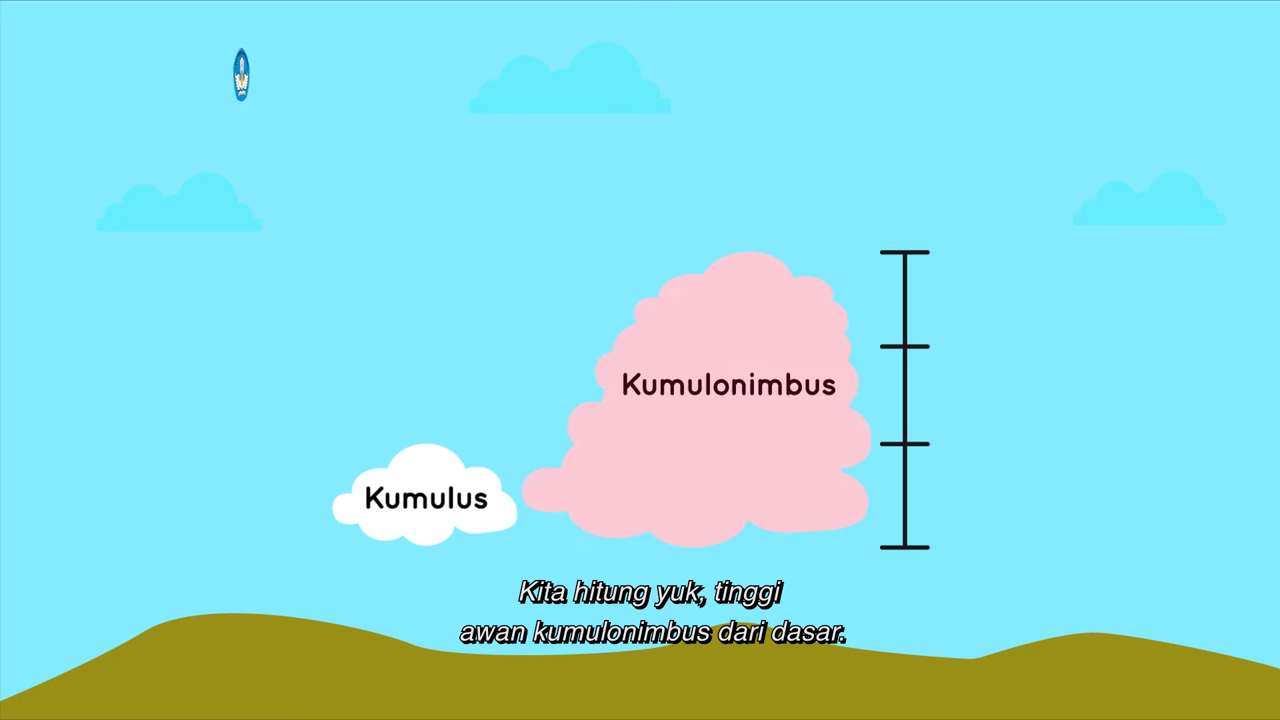 Kumulonimbus
Kumulus
Kita hitung yuk, tinggi
awan kumulonimbus dari dasar.